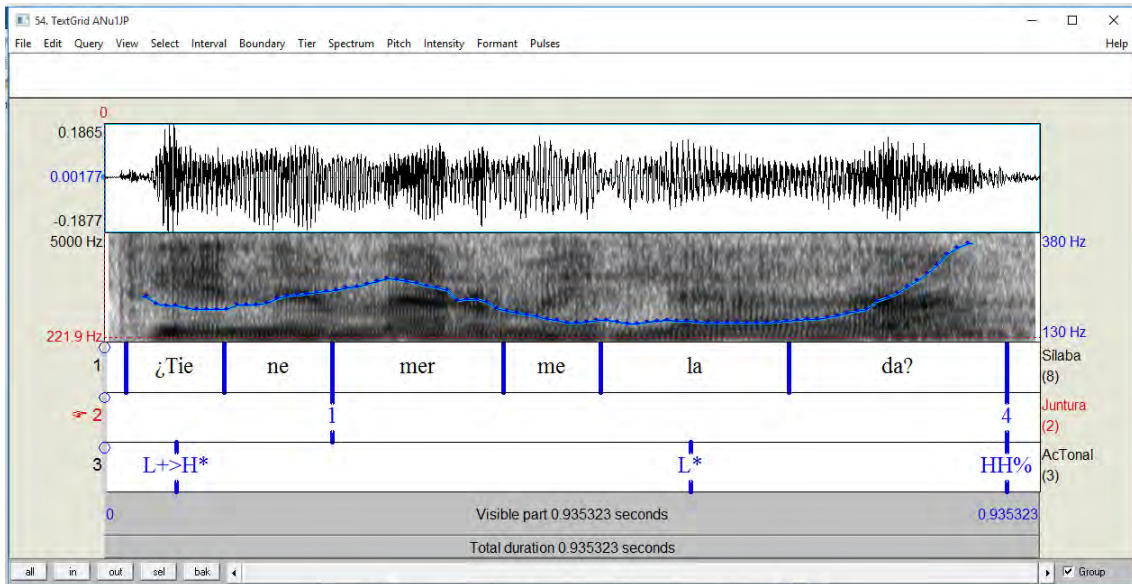 54. TextGrid ANu1JP
File Edit Query View Select Interval Boundary Tier Spectrum Pitch Intensity Formant Pulses Help
0
0.1865
0.00177
-0.1877
5000 Hz 380 Hz
221.9 Hz 130 Hz
1 ¿Tie ne mer me la da? Sílaba
(8)
2 1 4 Juntura
(2)
3 L+>H* L* HH% AcTonal
(3)
0 Visible part 0.935323 seconds 0.935323
Total duration 0.935323 seconds
all in out sel bak Group